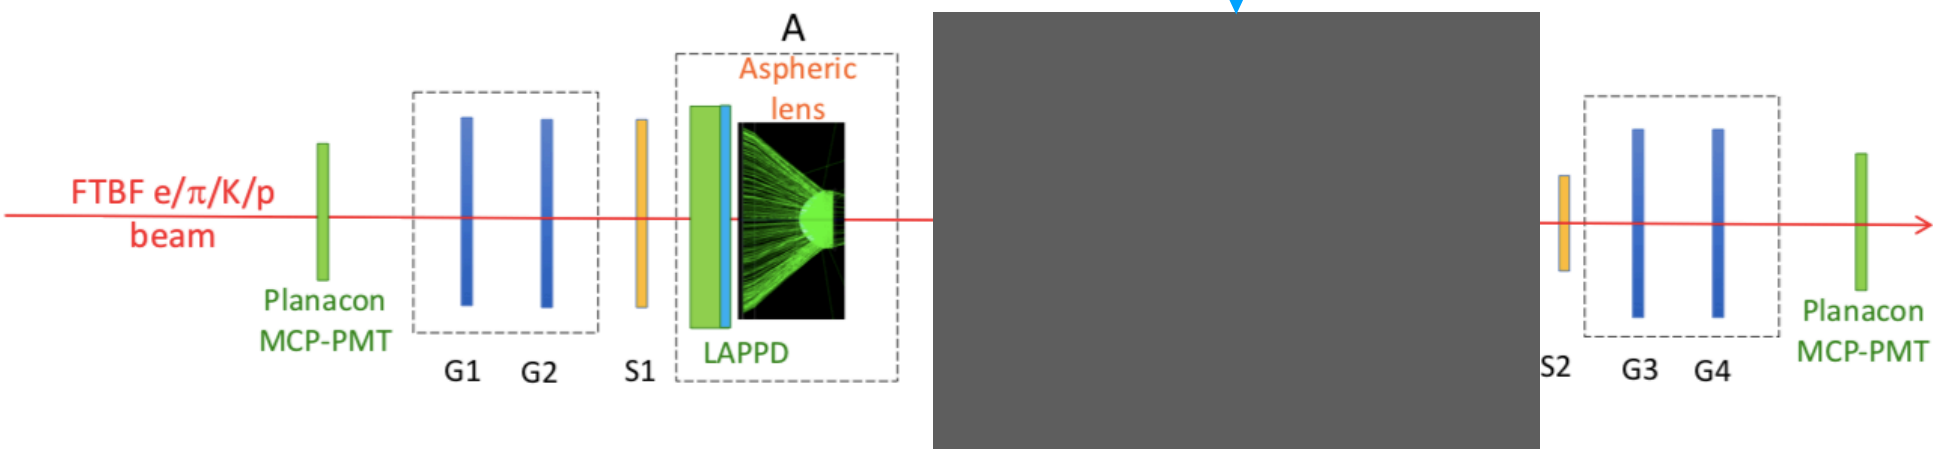 A
Aspheric
lens
FTBF e/π/K/p
beam
Planacon
MCP-PMT
G1
G2
S1
LAPPD
S2
G3
G4
Planacon
MCP-PMT